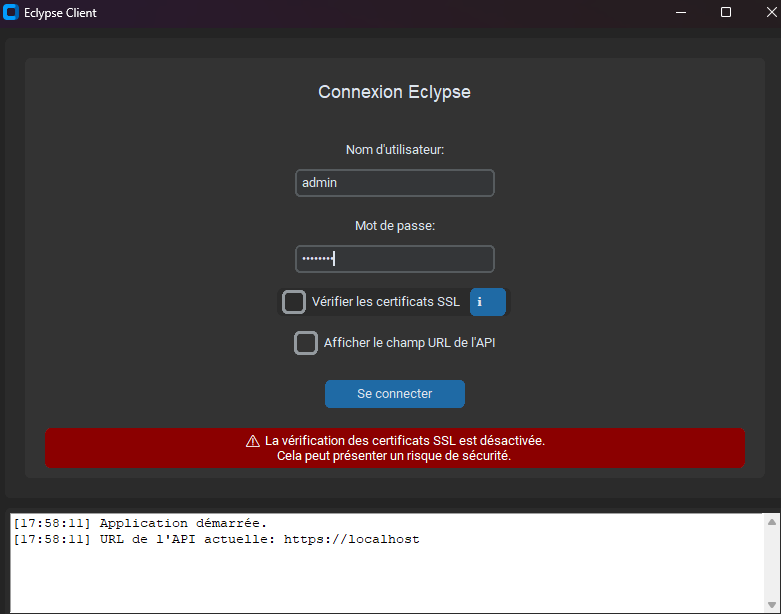 Eclypse Client
Connexion Eclypse
Nom d'utilisateur:
admin
Mot de passe:
••••••••
Vérifier les certificats SSL
i
Afficher le champ URL de l'API
Se connecter
⚠ La vérification des certificats SSL est désactivée.
Cela peut présenter un risque de sécurité.
[17:58:11] Application démarrée.
[17:58:11] URL de l'API actuelle: https://localhost